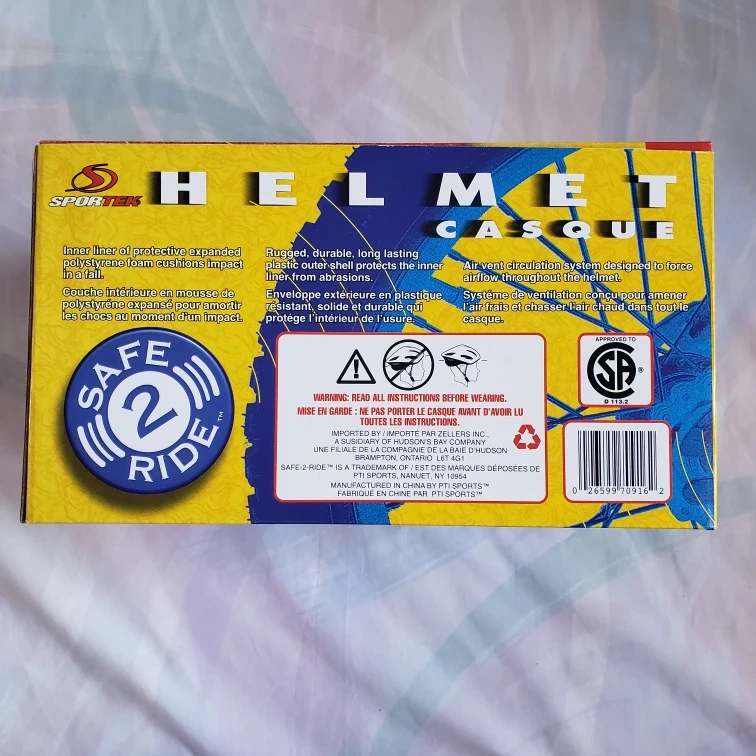 SPORTEK
HELMET
CASQUE
Inner liner of protective expanded
polystyrene foam cushions impact
in a fall.
Couche intérieure en mousse de
polystyréne expansé pour amortir
les chocs au moment d'un impact.
Rugged, durable, long lasting
plastic outer shell protects the inner
liner from abrasions.
Enveloppe extérieure en plastique
résistant, solide et durable qui
protége l'intérieur de l'usure.
Air vent circulation system designed to force
airflow throughout the helmet.
Systéme de ventilation conçu pour amener
l'air frais et chasser l'air chaud dans tout le
casque.
SAFE
2
RIDE™
WARNING: READ ALL INSTRUCTIONS BEFORE WEARING.
MISE EN GARDE : NE PAS PORTER LE CASQUE AVANT D'AVOIR LU
TOUTES LES INSTRUCTIONS.
IMPORTED BY / IMPORTÉ PAR ZELLERS INC.,
A SUSIDIARY OF HUDSON'S BAY COMPANY
UNE FILIALE DE LA COMPAGNIE DE LA BAIE D'HUDSON
BRAMPTON, ONTARIO L6T 4G1
SAFE-2-RIDE™ IS A TRADEMARK OF / EST DES MARQUES DÉPOSÉES DE
PTI SPORTS, NANUET, NY 10954
MANUFACTURED IN CHINA BY PTI SPORTS™
FABRIQUÉ EN CHINE PAR PTI SPORTS™
APPROVED TO
CSA®
D 113.2
0 26599 70916 2